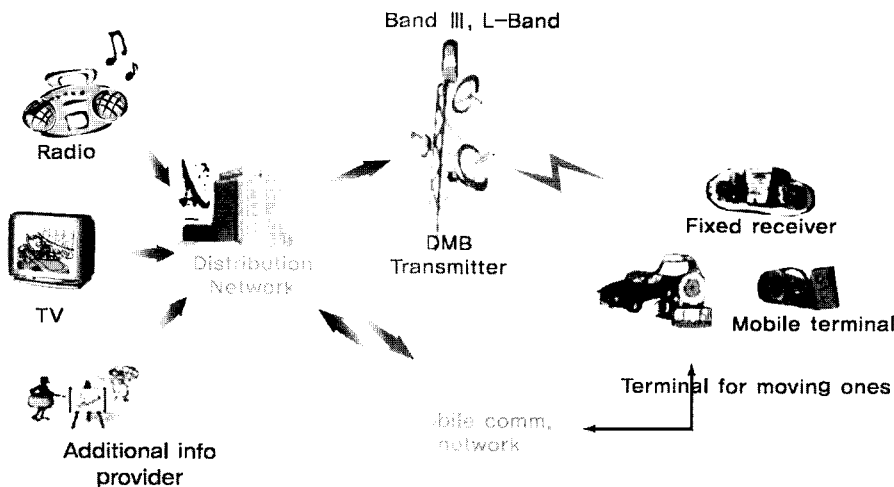 Band Ⅲ, L-Band
Radio
Fixed receiver
DMB
Transmitter
Distribution
Network
TV
Mobile terminal
Terminal for moving ones
comm.
network
Additional info
provider